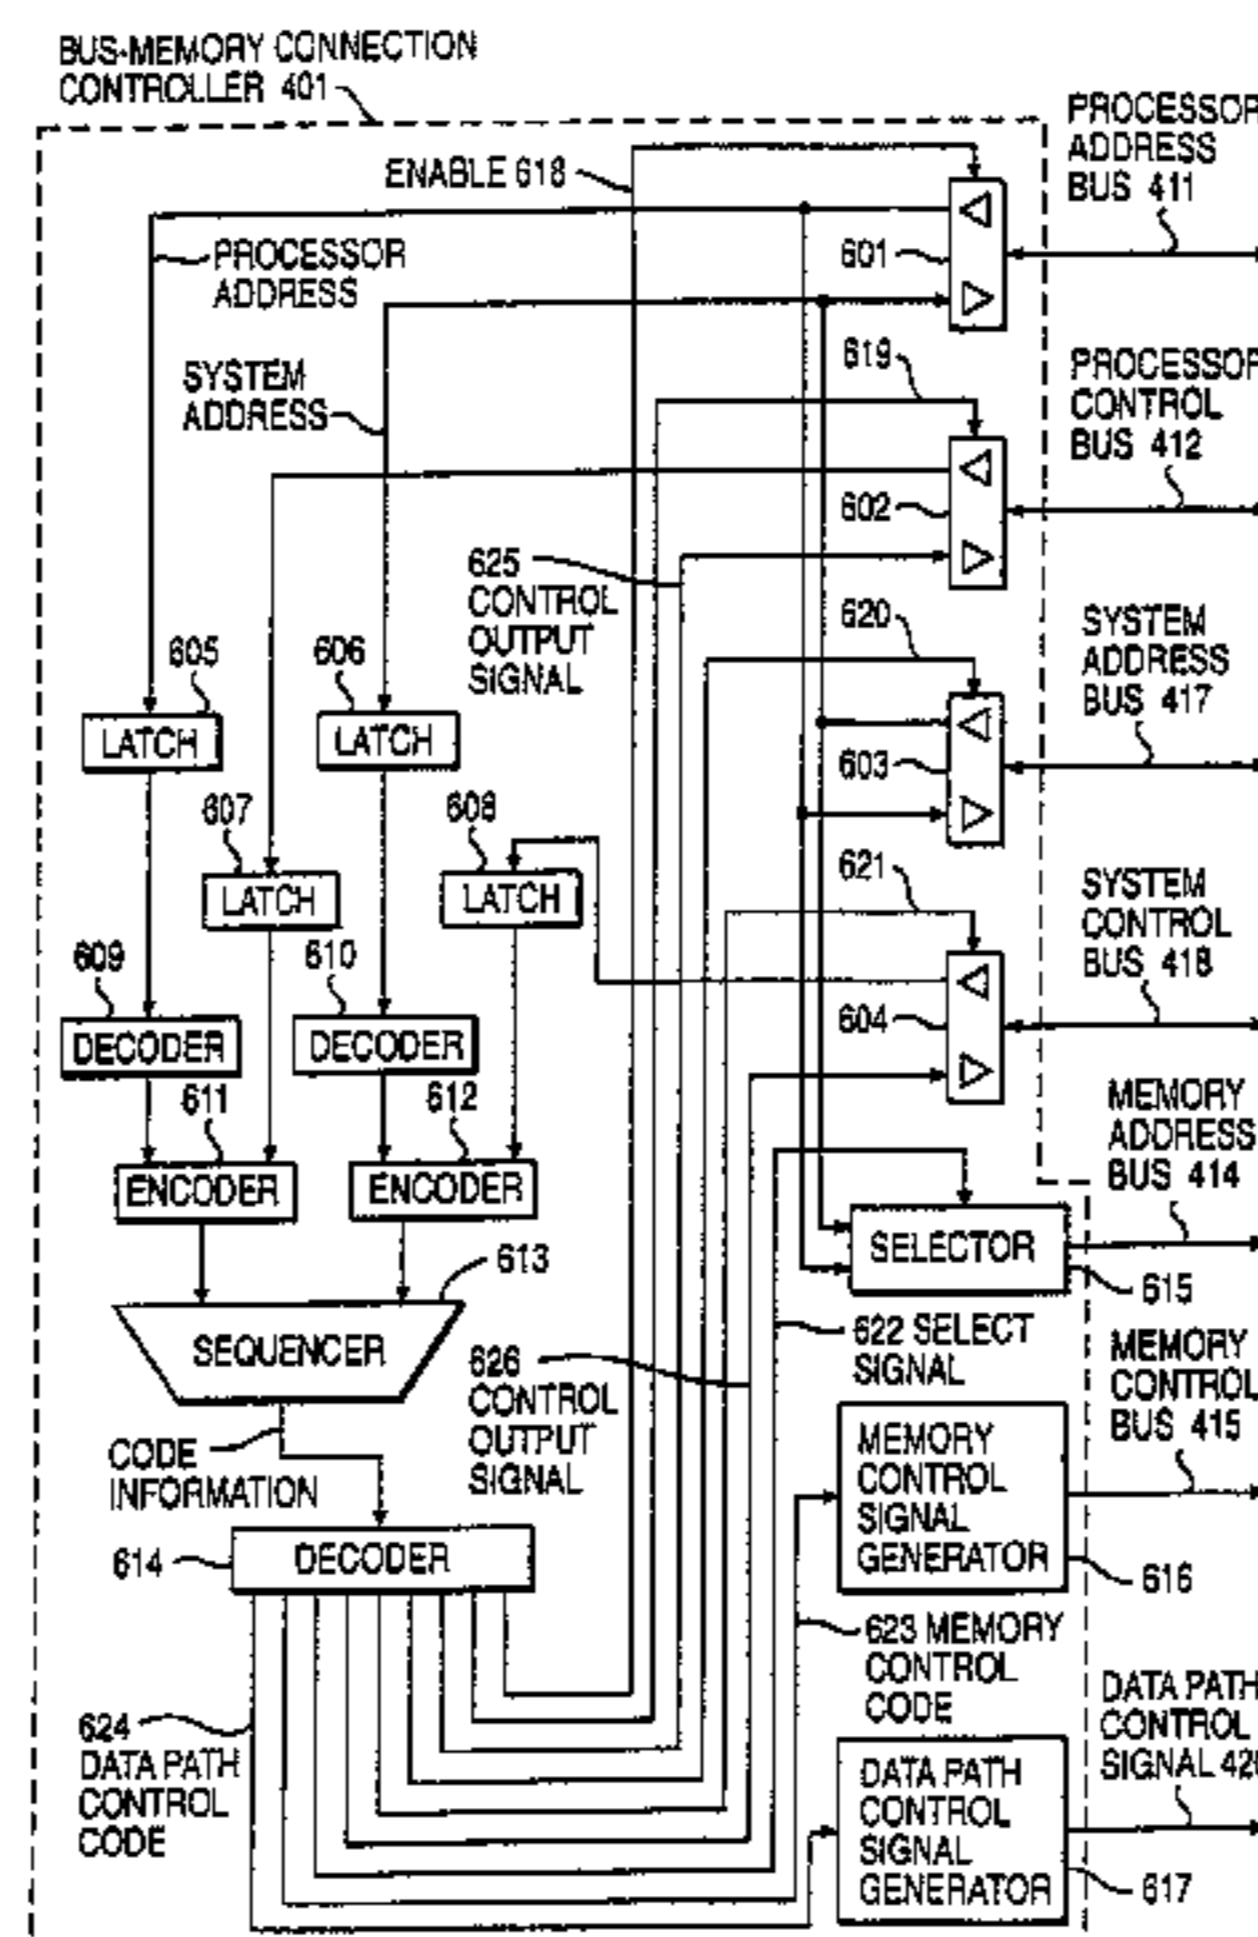 BUS-MEMORY CONNECTION
CONTROLLER 401
PROCESSOR
ADDRESS
BUS 411
ENABLE 618
PROCESSOR
ADDRESS
601
SYSTEM
ADDRESS
619
PROCESSOR
CONTROL
BUS 412
602
625
CONTROL
OUTPUT
SIGNAL
620
SYSTEM
ADDRESS
BUS 417
605
606
LATCH
LATCH
603
607
608
LATCH
LATCH
621
SYSTEM
CONTROL
BUS 418
609
610
DECODER
DECODER
604
611
612
MEMORY
ADDRESS
BUS 414
ENCODER
ENCODER
SELECTOR
615
613
SEQUENCER
622 SELECT
SIGNAL
626
CONTROL
OUTPUT
SIGNAL
MEMORY
CONTROL
BUS 415
CODE
INFORMATION
MEMORY
CONTROL
SIGNAL
GENERATOR
616
614
DECODER
623 MEMORY
CONTROL
CODE
624
DATA PATH
CONTROL
CODE
DATA PATH
CONTROL
SIGNAL
GENERATOR
617
DATA PATH
CONTROL
SIGNAL